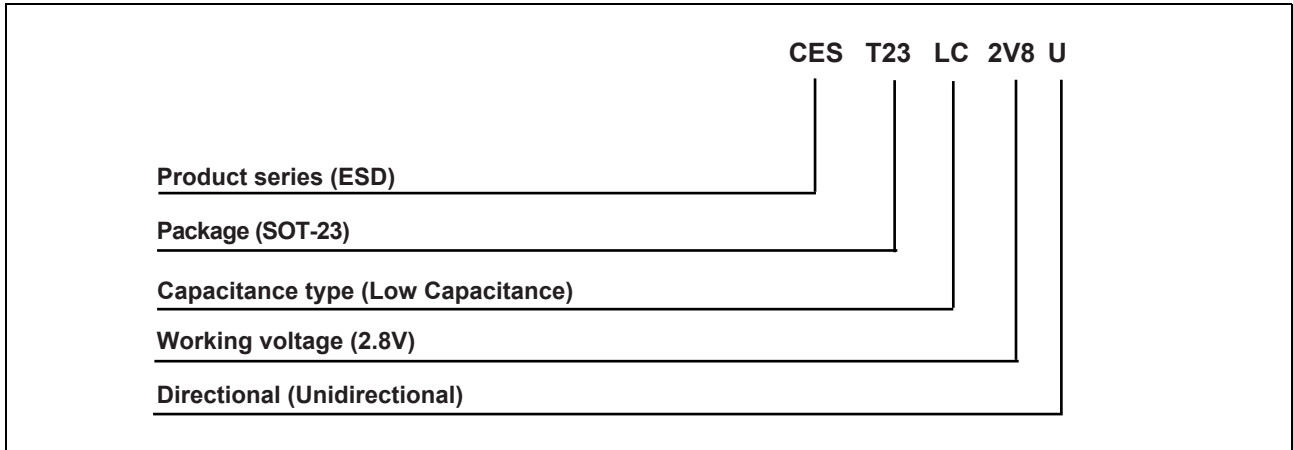 CES T23 LC 2V8 U
Product series (ESD)
Package (SOT-23)
Capacitance type (Low Capacitance)
Working voltage (2.8V)
Directional (Unidirectional)